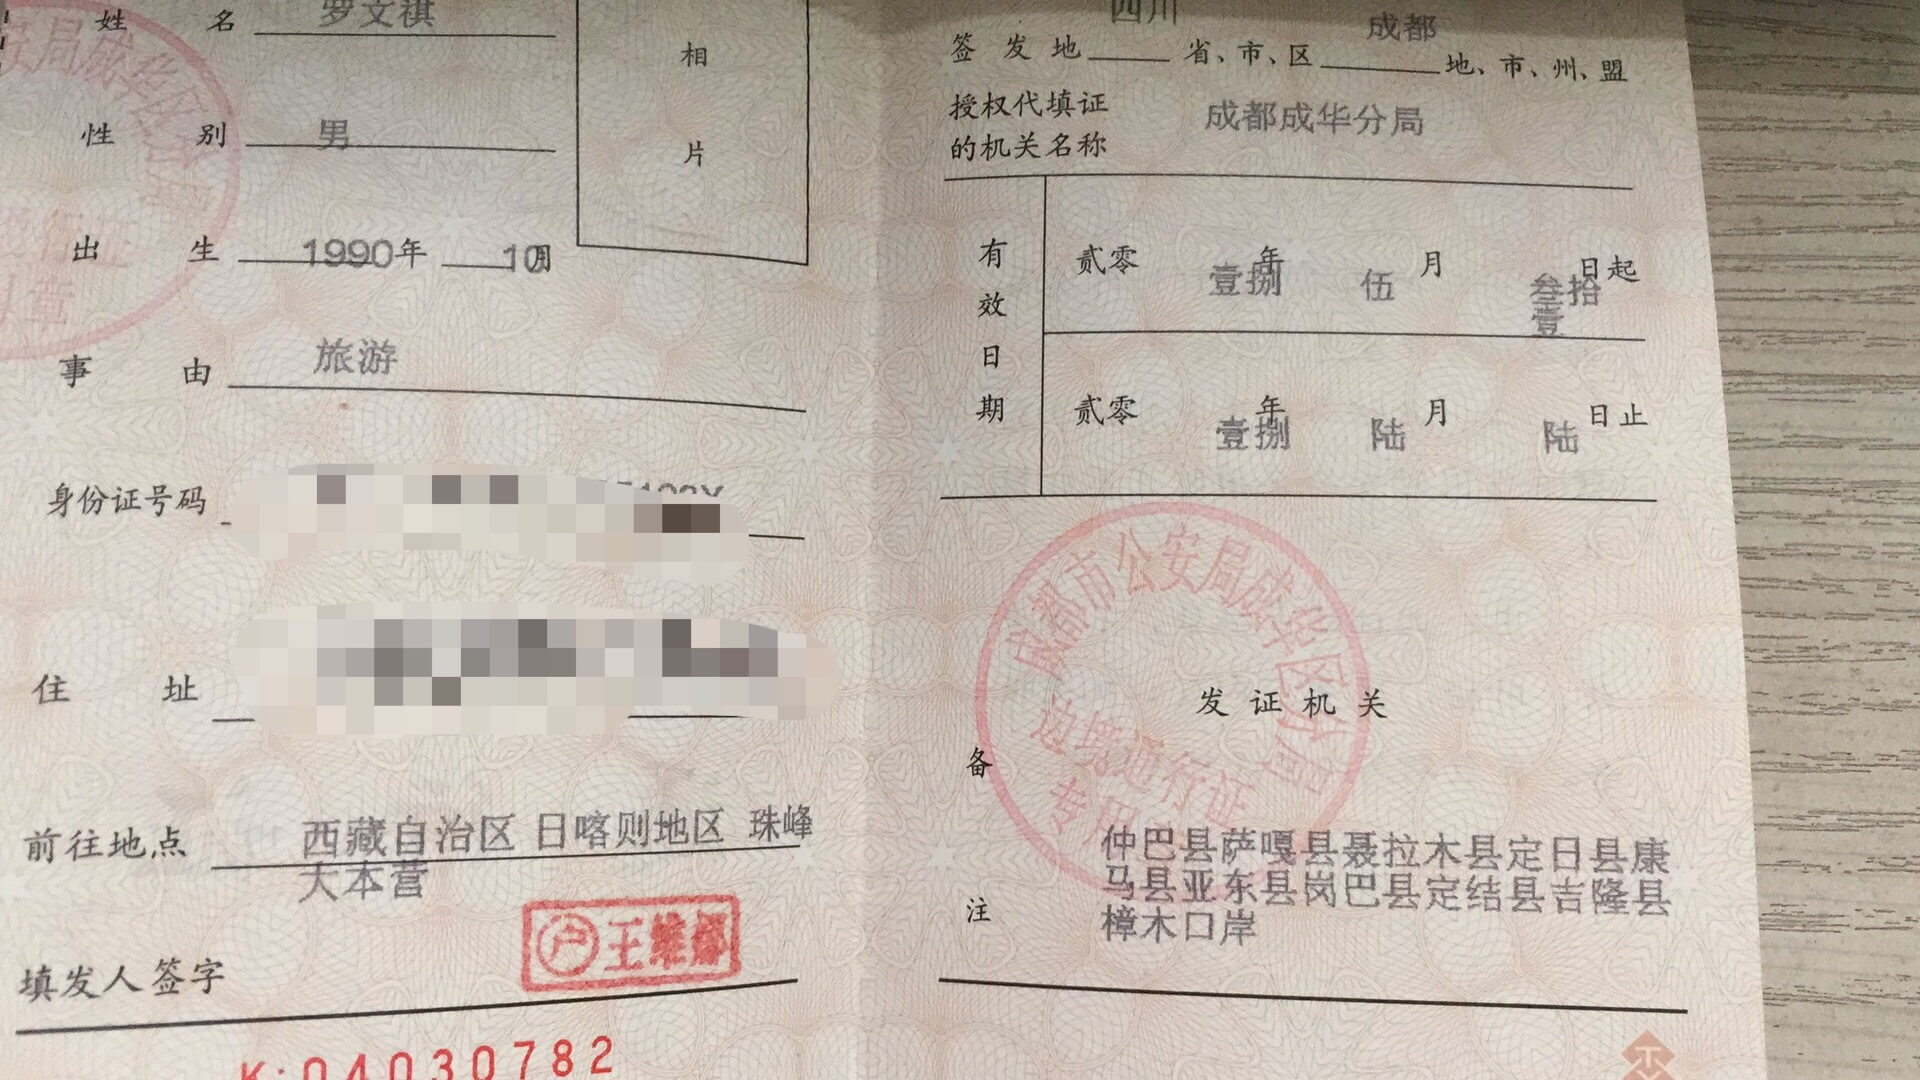 姓 名 罗文祺
性 别 男
出 生 1990年 10月
事 由 旅游
身份证号码
住 址
前往地点 西藏自治区 日喀则地区 珠峰
大本营
填发人签字
王维
K:04030782
相
片
四川 成都
签发地 省、市、区 地、市、州、盟
授权代填证
的机关名称
成都成华分局
有效日期
贰零壹捌年伍月叁拾壹日起
贰零壹捌年陆月陆日止
成都市公安局成华区分局
边境通行证
专用
发证机关
备注
仲巴县萨嘎县聂拉木县定日县康
马县亚东县岗巴县定结县吉隆县
樟木口岸